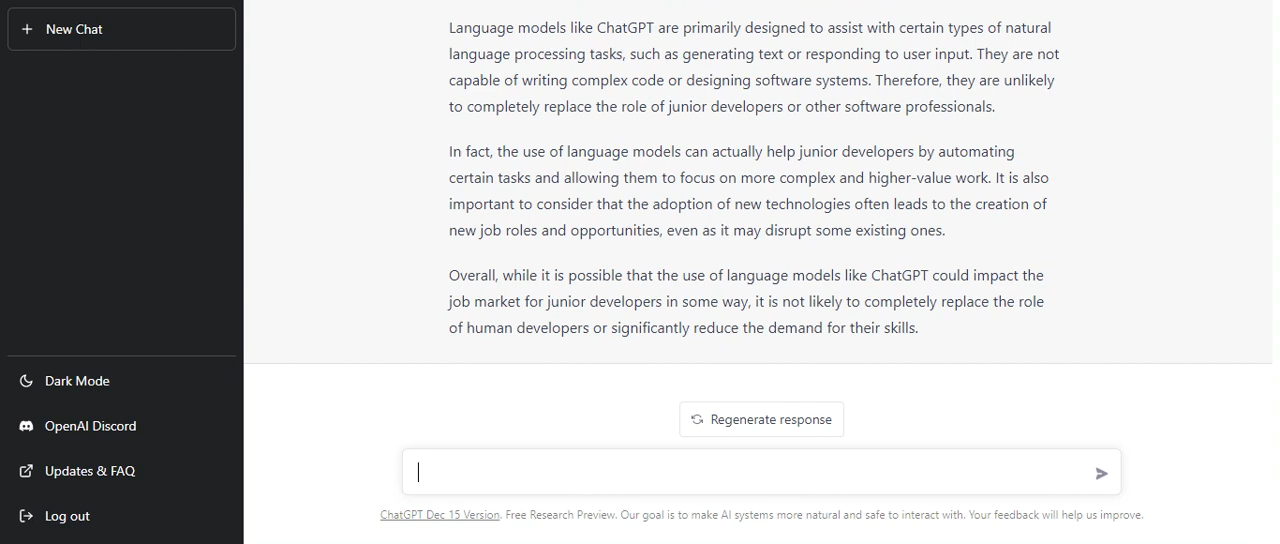 New Chat
Language models like ChatGPT are primarily designed to assist with certain types of natural
language processing tasks, such as generating text or responding to user input. They are not
capable of writing complex code or designing software systems. Therefore, they are unlikely
to completely replace the role of junior developers or other software professionals.
In fact, the use of language models can actually help junior developers by automating
certain tasks and allowing them to focus on more complex and higher-value work. It is also
important to consider that the adoption of new technologies often leads to the creation of
new job roles and opportunities, even as it may disrupt some existing ones.
Overall, while it is possible that the use of language models like ChatGPT could impact the
job market for junior developers in some way, it is not likely to completely replace the role
of human developers or significantly reduce the demand for their skills.
Dark Mode
OpenAI Discord
Updates & FAQ
Log out
Regenerate response
ChatGPT Dec 15 Version. Free Research Preview. Our goal is to make AI systems more natural and safe to interact with. Your feedback will help us improve.